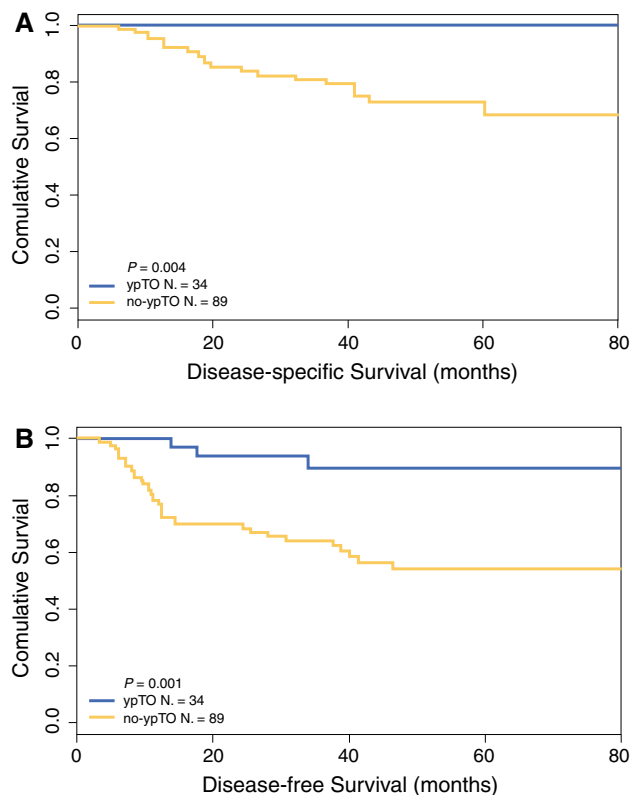 A
Comulative Survial
1.0
0.8
0.6
0.4
0.2
0.0
P = 0.004
ypTO N. = 34
no-ypTO N. = 89
0 20 40 60 80
Disease-specific Survival (months)
B
Comulative Survial
1.0
0.8
0.6
0.4
0.2
0.0
P = 0.001
ypTO N. = 34
no-ypTO N. = 89
0 20 40 60 80
Disease-free Survival (months)